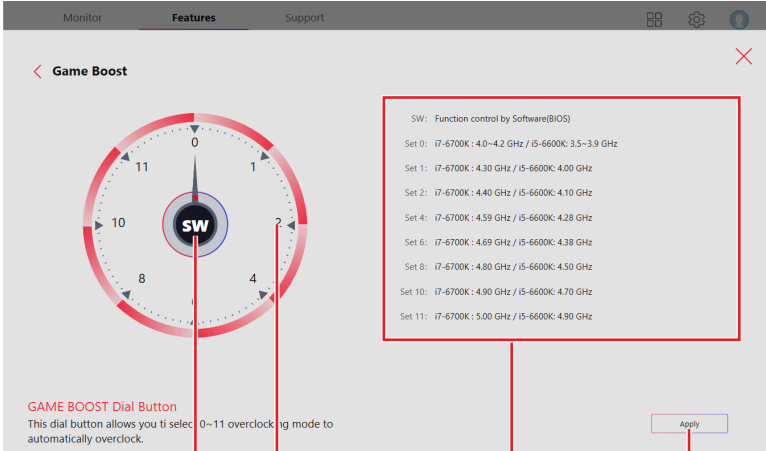 Monitor Features Support
Game Boost
0
1
2
4
8
10
11
SW
SW: Function control by Software(BIOS)
Set 0: i7-6700K : 4.0~4.2 GHz / i5-6600K: 3.5~3.9 GHz
Set 1: i7-6700K : 4.30 GHz / i5-6600K: 4.00 GHz
Set 2: i7-6700K : 4.40 GHz / i5-6600K: 4.10 GHz
Set 4: i7-6700K : 4.59 GHz / i5-6600K: 4.28 GHz
Set 6: i7-6700K : 4.69 GHz / i5-6600K: 4.38 GHz
Set 8: i7-6700K : 4.80 GHz / i5-6600K: 4.50 GHz
Set 10: i7-6700K : 4.90 GHz / i5-6600K: 4.70 GHz
Set 11: i7-6700K : 5.00 GHz / i5-6600K: 4.90 GHz
GAME BOOST Dial Button
This dial button allows you ti select 0~11 overclocking mode to
automatically overclock.
Apply